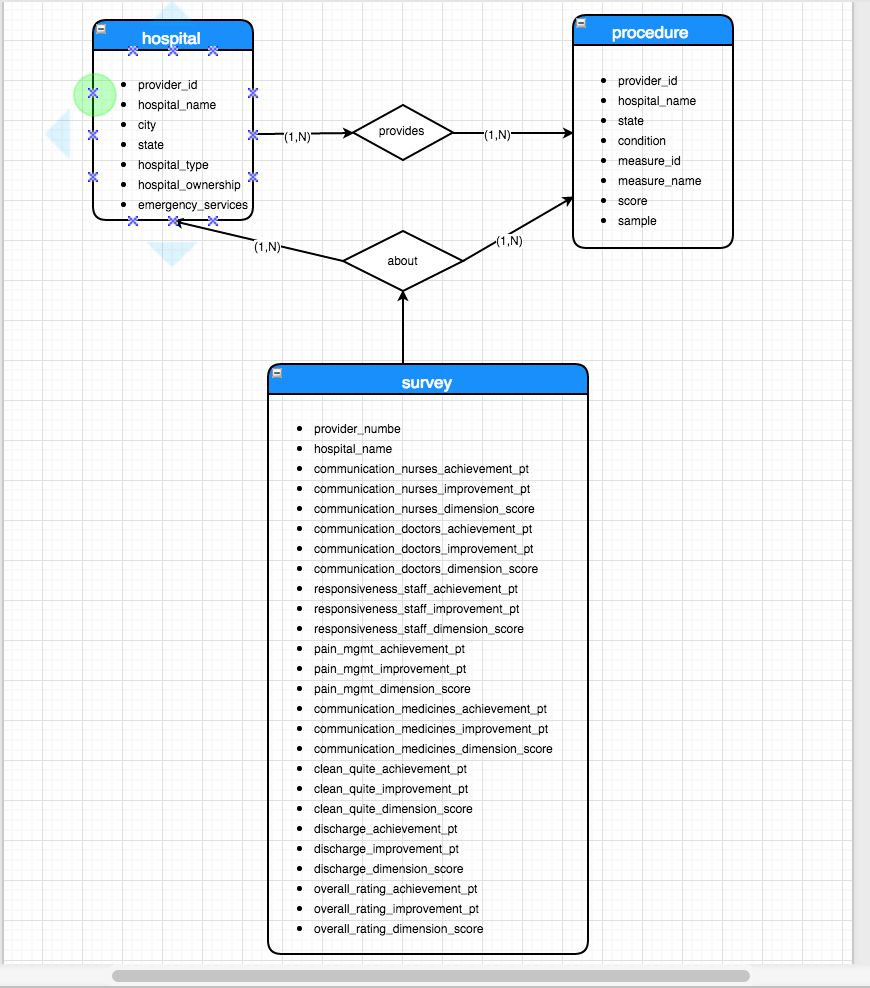 hospital
provider_id
hospital_name
city
state
hospital_type
hospital_ownership
emergency_services
(1,N)
provides
(1,N)
procedure
provider_id
hospital_name
state
condition
measure_id
measure_name
score
sample
(1,N)
about
(1,N)
survey
provider_numbe
hospital_name
communication_nurses_achievement_pt
communication_nurses_improvement_pt
communication_nurses_dimension_score
communication_doctors_achievement_pt
communication_doctors_improvement_pt
communication_doctors_dimension_score
responsiveness_staff_achievement_pt
responsiveness_staff_improvement_pt
responsiveness_staff_dimension_score
pain_mgmt_achievement_pt
pain_mgmt_improvement_pt
pain_mgmt_dimension_score
communication_medicines_achievement_pt
communication_medicines_improvement_pt
communication_medicines_dimension_score
clean_quite_achievement_pt
clean_quite_improvement_pt
clean_quite_dimension_score
discharge_achievement_pt
discharge_improvement_pt
discharge_dimension_score
overall_rating_achievement_pt
overall_rating_improvement_pt
overall_rating_dimension_score